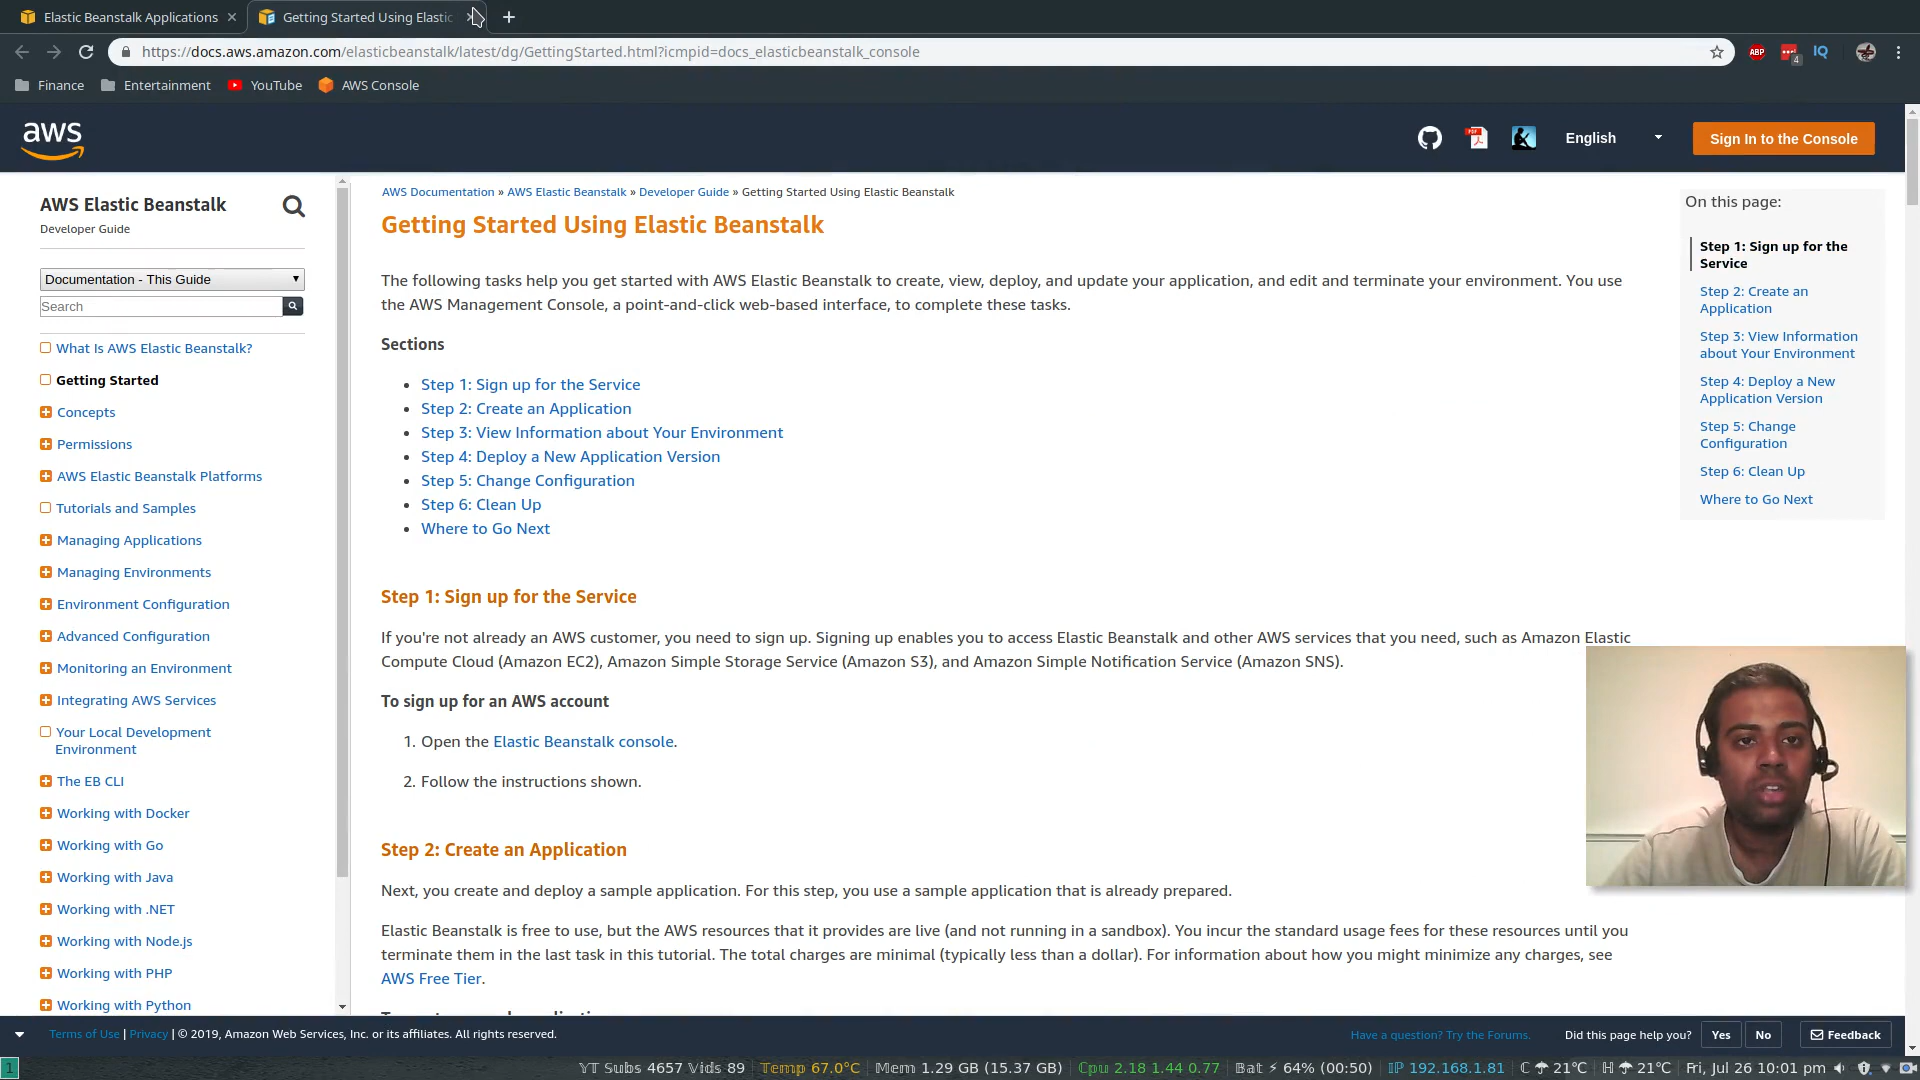 Elastic Beanstalk Applications
Getting Started Using Elastic
https://docs.aws.amazon.com/elasticbeanstalk/latest/dg/GettingStarted.html?icmpid=docs_elasticbeanstalk_console
ABP
4
IQ
Finance
Entertainment
YouTube
AWS Console
aws
English
Sign In to the Console
AWS Elastic Beanstalk
Developer Guide
Documentation - This Guide
Search
What Is AWS Elastic Beanstalk?
Getting Started
Concepts
Permissions
AWS Elastic Beanstalk Platforms
Tutorials and Samples
Managing Applications
Managing Environments
Environment Configuration
Advanced Configuration
Monitoring an Environment
Integrating AWS Services
Your Local Development
Environment
The EB CLI
Working with Docker
Working with Go
Working with Java
Working with .NET
Working with Node.js
Working with PHP
Working with Python
AWS Documentation » AWS Elastic Beanstalk » Developer Guide » Getting Started Using Elastic Beanstalk
Getting Started Using Elastic Beanstalk
The following tasks help you get started with AWS Elastic Beanstalk to create, view, deploy, and update your application, and edit and terminate your environment. You use
the AWS Management Console, a point-and-click web-based interface, to complete these tasks.
Sections
• Step 1: Sign up for the Service
• Step 2: Create an Application
• Step 3: View Information about Your Environment
• Step 4: Deploy a New Application Version
• Step 5: Change Configuration
• Step 6: Clean Up
• Where to Go Next
Step 1: Sign up for the Service
If you're not already an AWS customer, you need to sign up. Signing up enables you to access Elastic Beanstalk and other AWS services that you need, such as Amazon Elastic
Compute Cloud (Amazon EC2), Amazon Simple Storage Service (Amazon S3), and Amazon Simple Notification Service (Amazon SNS).
To sign up for an AWS account
1. Open the Elastic Beanstalk console.
2. Follow the instructions shown.
Step 2: Create an Application
Next, you create and deploy a sample application. For this step, you use a sample application that is already prepared.
Elastic Beanstalk is free to use, but the AWS resources that it provides are live (and not running in a sandbox). You incur the standard usage fees for these resources until you
terminate them in the last task in this tutorial. The total charges are minimal (typically less than a dollar). For information about how you might minimize any charges, see
AWS Free Tier.
On this page:
Step 1: Sign up for the
Service
Step 2: Create an
Application
Step 3: View Information
about Your Environment
Step 4: Deploy a New
Application Version
Step 5: Change
Configuration
Step 6: Clean Up
Where to Go Next
Terms of Use | Privacy | © 2019, Amazon Web Services, Inc. or its affiliates. All rights reserved.
Have a question? Try the Forums.
Did this page help you?
Yes
No
Feedback
1
YT Subs 4657 Vids 89 | Temp 67.0°C | Mem 1.29 GB (15.37 GB) | Cpu 2.18 1.44 0.77 | Bat ⚡ 64% (00:50) | IP 192.168.1.81 | C ☂ 21°C | H ☂ 21°C | Fri, Jul 26 10:01 pm